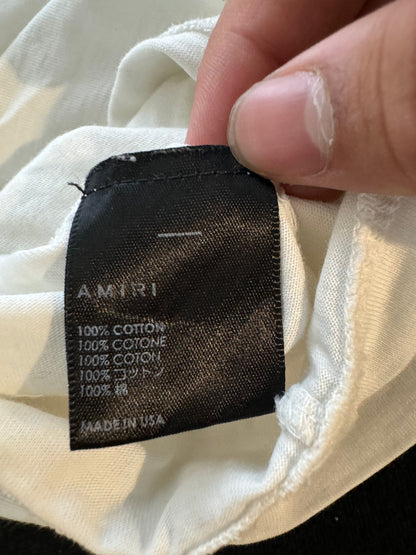 AMIRI
100% COTTON
100% COTONE
100% COTON
100% コットン
100% 棉
MADE IN USA